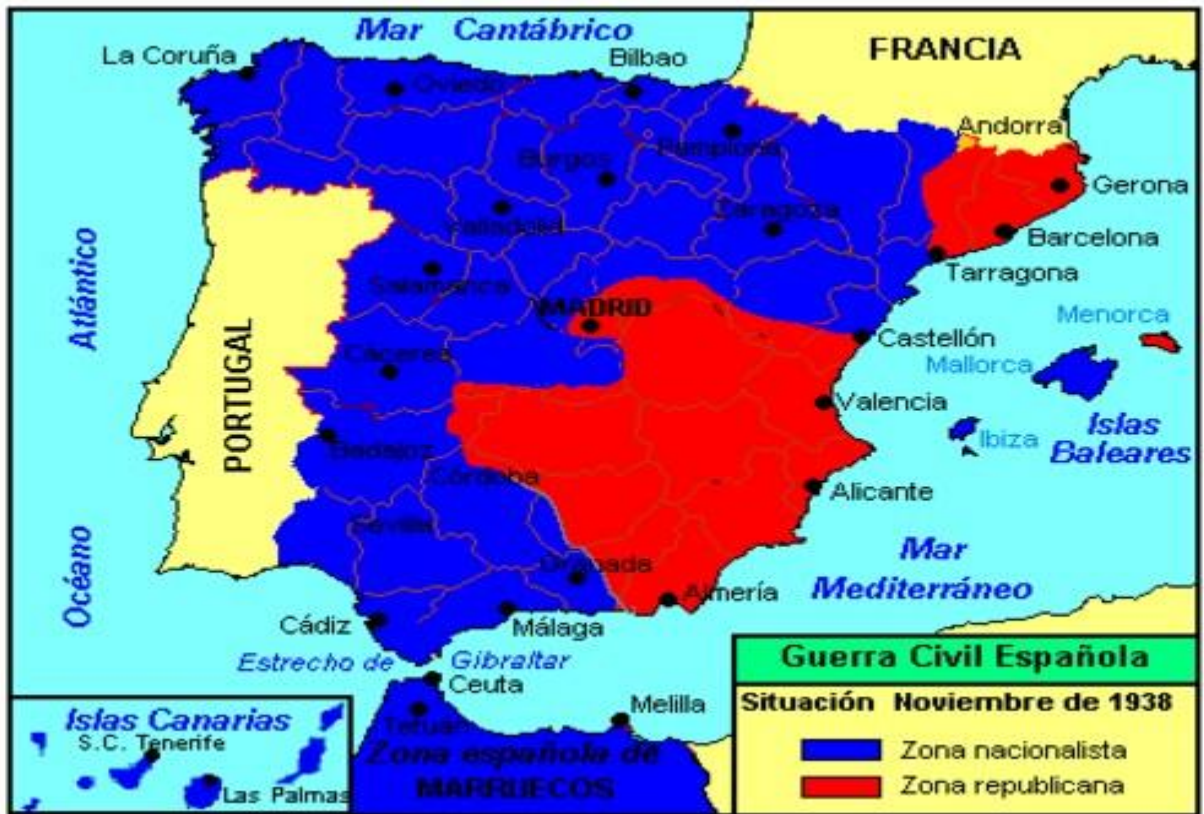 Mar Cantábrico
La Coruña
Bilbao
FRANCIA
Oviedo
Andorra
Burgos
Pamplona
Gerona
Valladolid
Zaragoza
Barcelona
Atlántico
Salamanca
Tarragona
MADRID
Menorca
Castellón
Mallorca
PORTUGAL
Cáceres
Valencia
Islas
Baleares
Ibiza
Badajoz
Córdoba
Alicante
Sevilla
Océano
Mar
Mediterráneo
Granada
Almería
Cádiz
Málaga
Estrecho de Gibraltar
Ceuta
Tetuán
Melilla
Zona española de
MARRUECOS
Islas Canarias
S.C. Tenerife
Las Palmas
Guerra Civil Española
Situación Noviembre de 1938
Zona nacionalista
Zona republicana